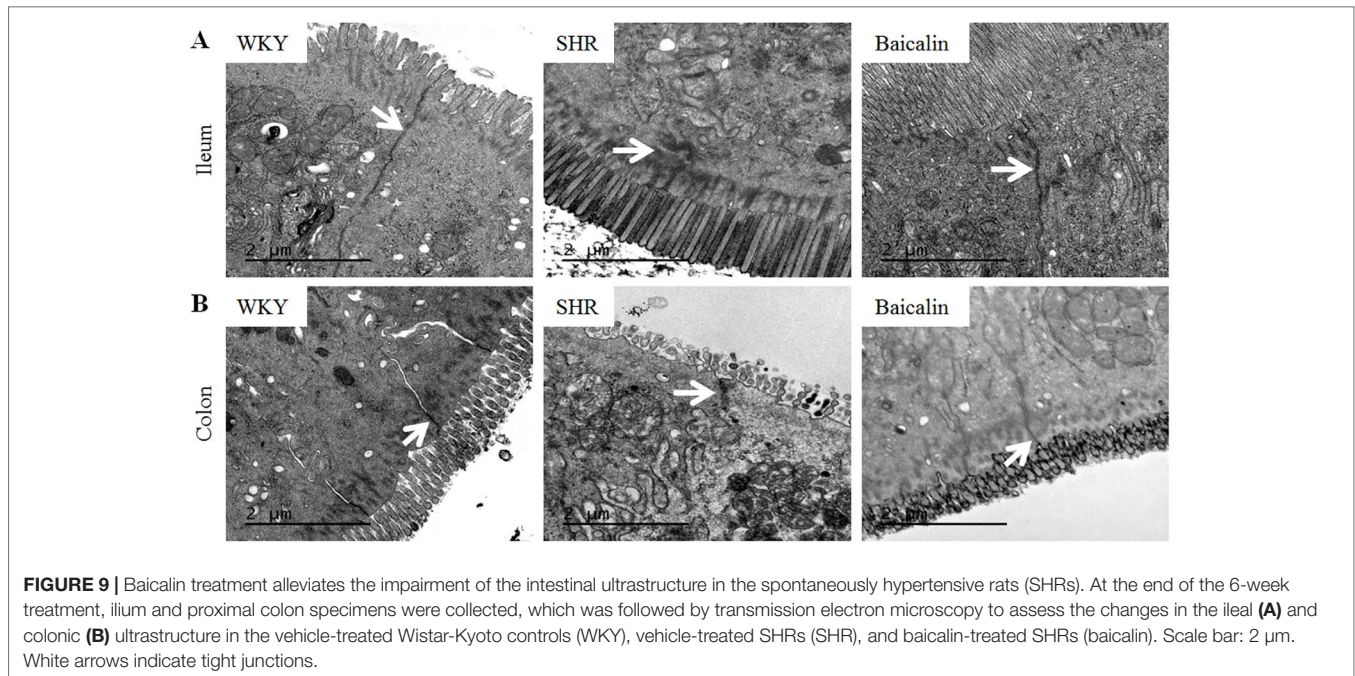 A
WKY
SHR
Baicalin
Ileum
2 μm
2 μm
2 μm
B
WKY
SHR
Baicalin
Colon
2 μm
2 μm
2 μm
FIGURE 9 | Baicalin treatment alleviates the impairment of the intestinal ultrastructure in the spontaneously hypertensive rats (SHRs). At the end of the 6-week
treatment, ilium and proximal colon specimens were collected, which was followed by transmission electron microscopy to assess the changes in the ileal (A) and
colonic (B) ultrastructure in the vehicle-treated Wistar-Kyoto controls (WKY), vehicle-treated SHRs (SHR), and baicalin-treated SHRs (baicalin). Scale bar: 2 μm.
White arrows indicate tight junctions.